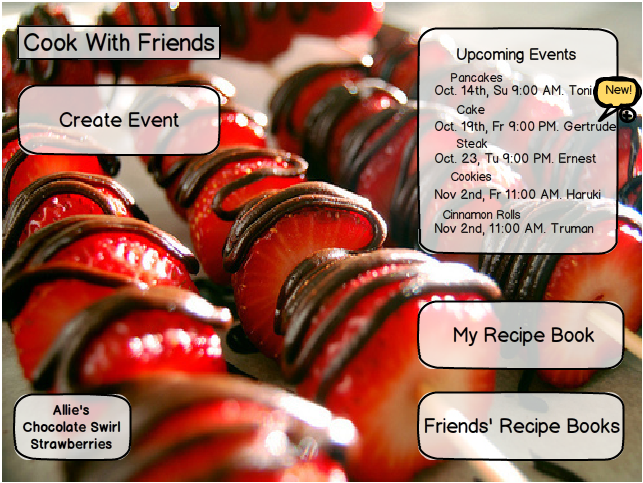 Cook With Friends
Create Event
Upcoming Events
Pancakes
Oct. 14th, Su 9:00 AM. Toni
New!
Cake
Oct. 19th, Fr 9:00 PM. Gertrude
Steak
Oct. 23, Tu 9:00 PM. Ernest
Cookies
Nov 2nd, Fr 11:00 AM. Haruki
Cinnamon Rolls
Nov 2nd, 11:00 AM. Truman
My Recipe Book
Allie's
Chocolate Swirl
Strawberries
Friends' Recipe Books